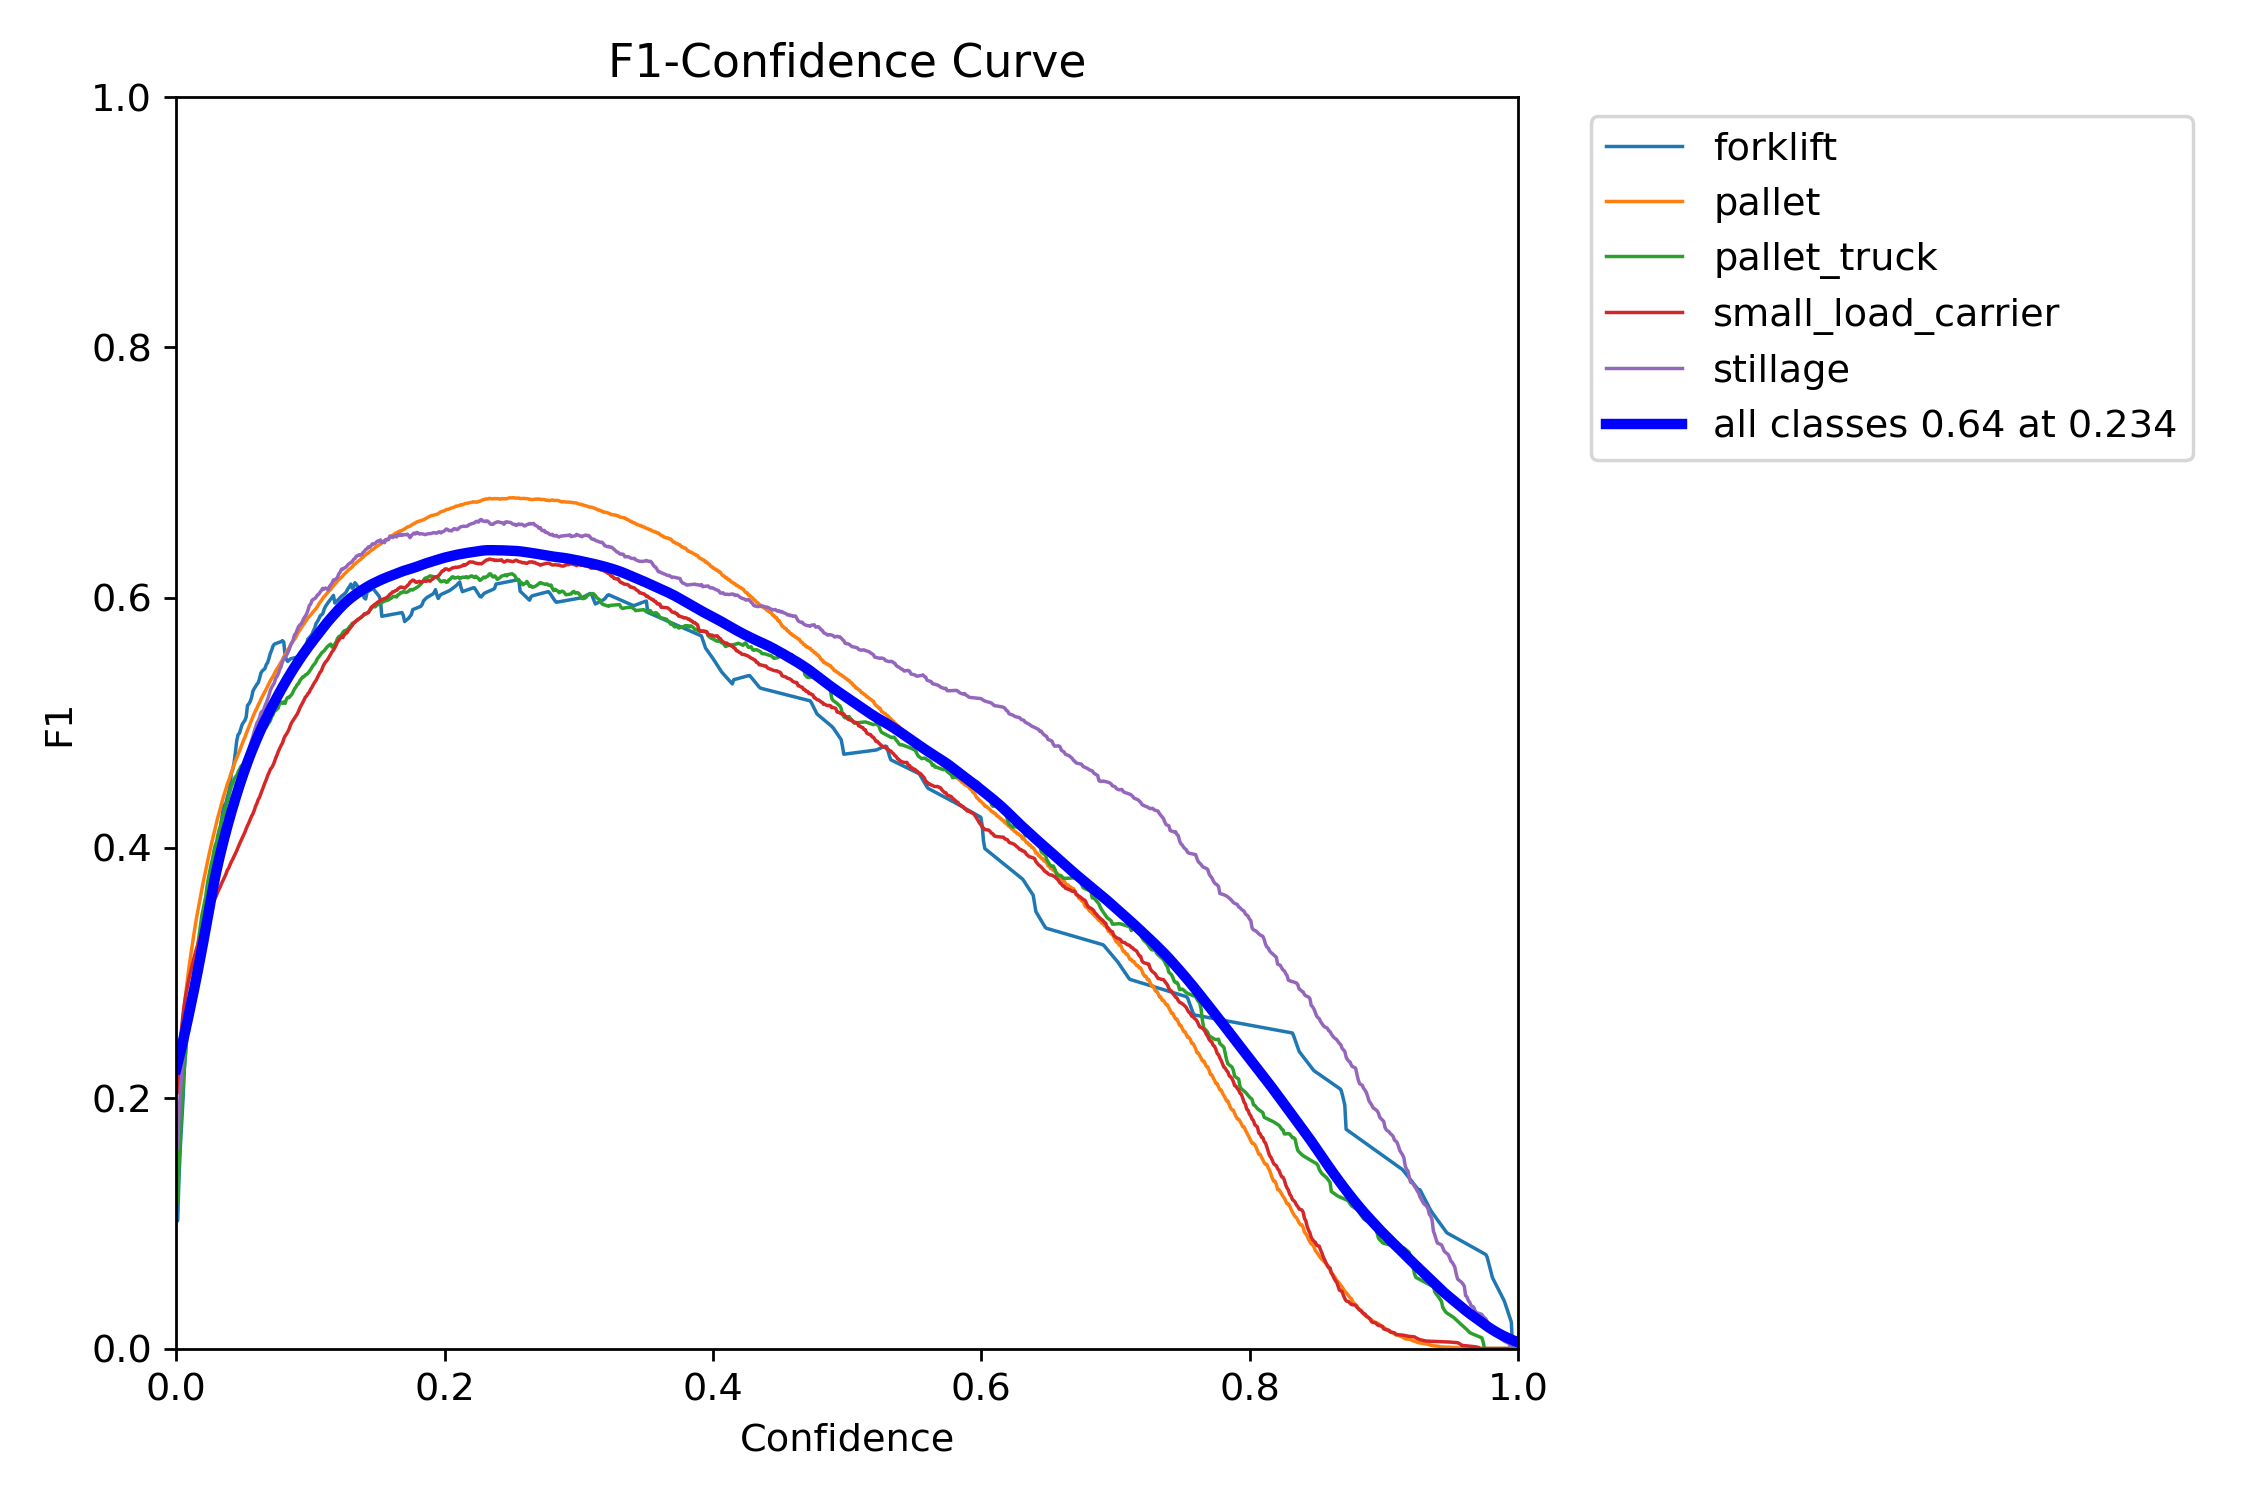 F1-Confidence Curve
1.0
0.8
0.6
0.4
0.2
0.0
F1
0.0 0.2 0.4 0.6 0.8 1.0
Confidence
forklift
pallet
pallet_truck
small_load_carrier
stillage
all classes 0.64 at 0.234